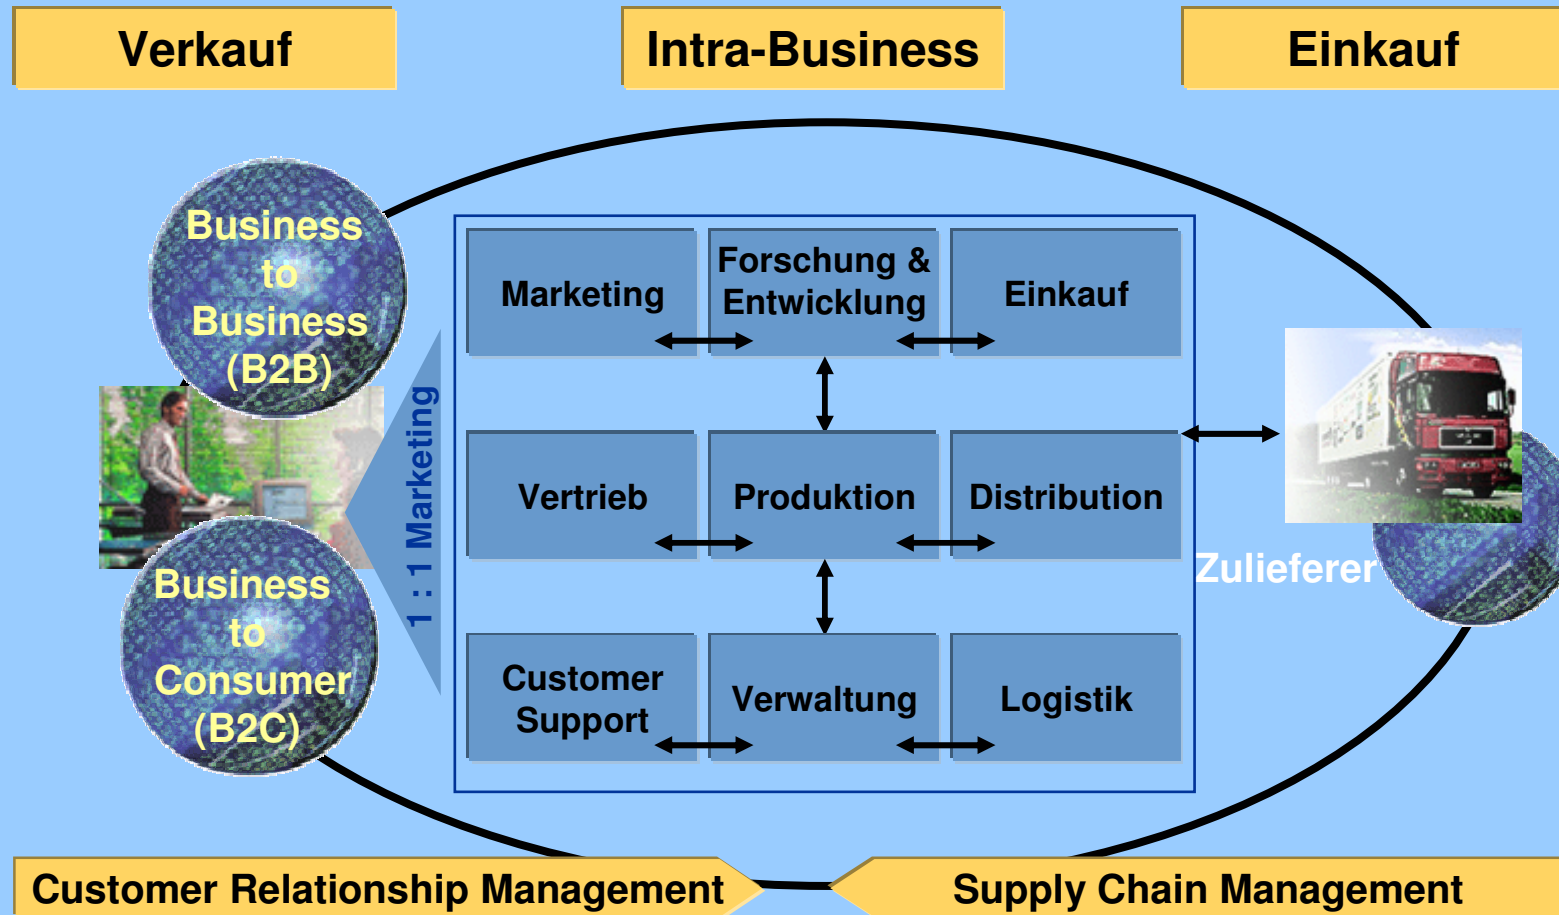 Verkauf
Intra-Business
Einkauf
Business
to
Business
(B2B)
Marketing
Forschung &
Entwicklung
Einkauf
1 : 1 Marketing
Vertrieb
Produktion
Distribution
Zulieferer
Business
to
Consumer
(B2C)
Customer
Support
Verwaltung
Logistik
Customer Relationship Management
Supply Chain Management